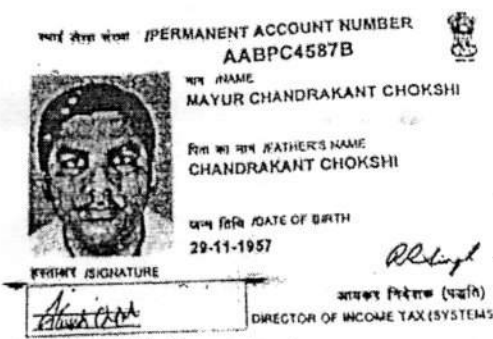 स्थाई लेखा संख्या /PERMANENT ACCOUNT NUMBER
AABPC4587B
नाम /NAME
MAYUR CHANDRAKANT CHOKSHI
पिता का नाम /FATHER'S NAME
CHANDRAKANT CHOKSHI
जन्म तिथि /DATE OF BIRTH
29-11-1957
हस्ताक्षर /SIGNATURE
आयकर निदेशक (पद्धति)
DIRECTOR OF INCOME TAX (SYSTEMS